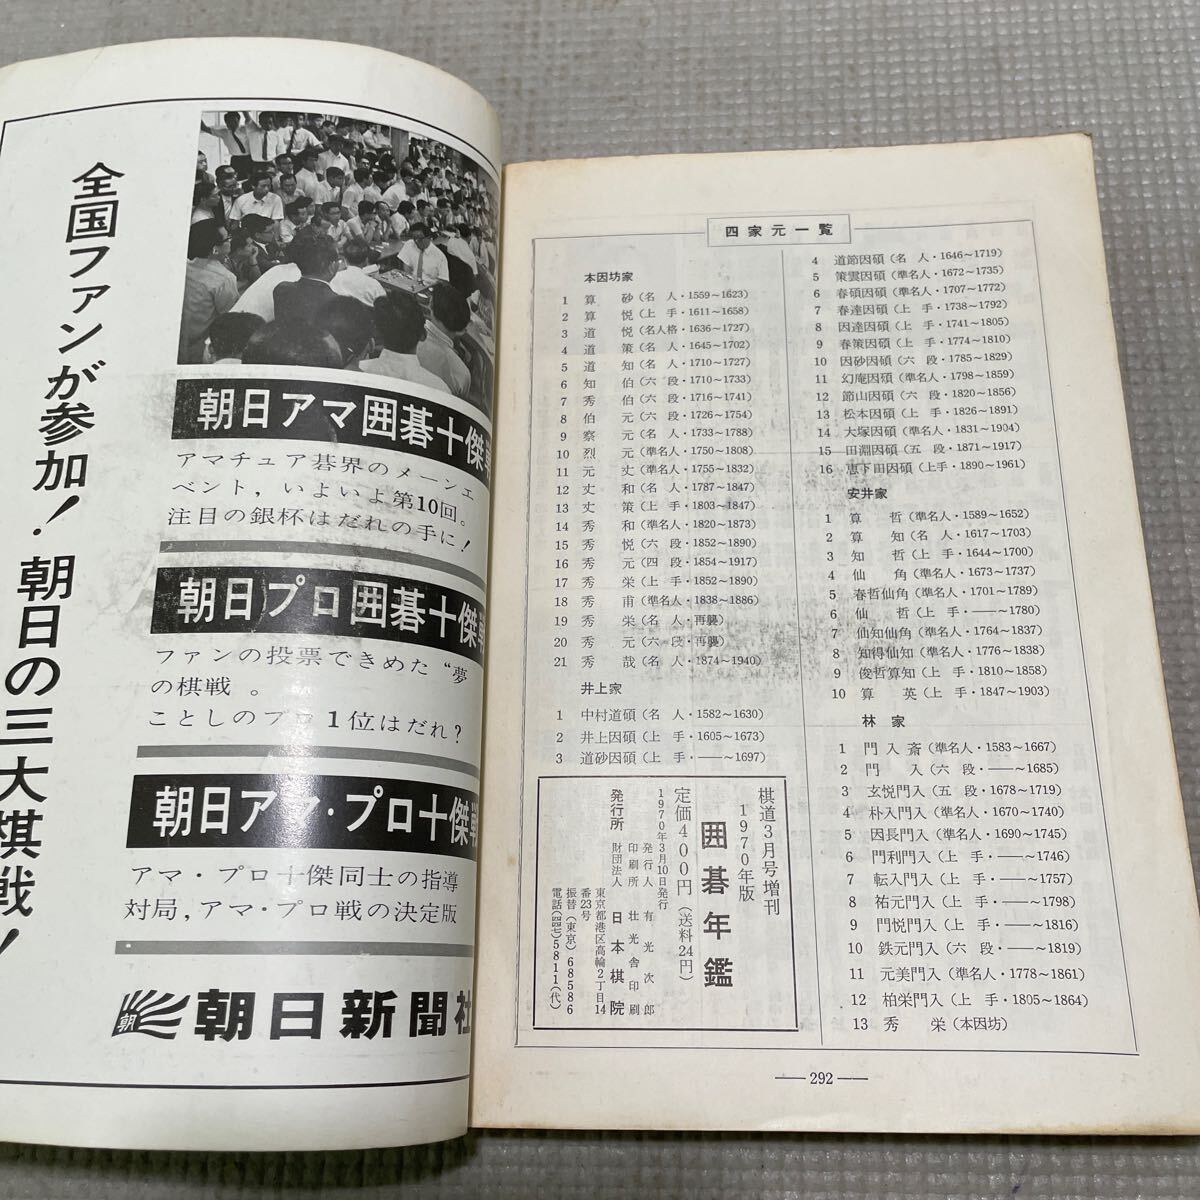 全国ファンが参加！朝日の三大棋戦！
朝日アマ囲碁十傑戦
アマチュア碁界のメーンエ
ベント，いよいよ第10回。
注目の銀杯はだれの手に！
朝日プロ囲碁十傑戦
ファンの投票できめた“夢
の棋戦。
ことしのプロ1位はだれ？
朝日アマ・プロ十傑戦
アマ・プロ十傑同士の指導
対局，アマ・プロ戦の決定版
朝
朝日新聞社
四家元一覧
本因坊家
1 算 砂（名 人・1559～1623）
2 算 悦（上 手・1611～1658）
3 道 悦（名人格・1636～1727）
4 道 策（名 人・1645～1702）
5 道 知（名 人・1710～1727）
6 知 伯（六 段・1710～1733）
7 秀 伯（六 段・1716～1741）
8 伯 元（六 段・1726～1754）
9 察 元（名 人・1733～1788）
10 烈 元（準名人・1750～1808）
11 元 丈（準名人・1755～1832）
12 丈 和（名 人・1787～1847）
13 丈 策（上 手・1803～1847）
14 秀 和（準名人・1820～1873）
15 秀 悦（六 段・1852～1890）
16 秀 元（四 段・1854～1917）
17 秀 栄（上 手・1852～1890）
18 秀 甫（準名人・1838～1886）
19 秀 栄（名 人・再襲）
20 秀 元（六 段・再襲）
21 秀 哉（名 人・1874～1940）
井上家
1 中村道碩（名 人・1582～1630）
2 井上因碩（上 手・1605～1673）
3 道砂因碩（上 手・——～1697）
4 道節因碩（名 人・1646～1719）
5 策雲因碩（準名人・1672～1735）
6 春碩因碩（準名人・1707～1772）
7 春達因碩（上 手・1738～1792）
8 因達因碩（上 手・1741～1805）
9 春策因碩（上 手・1774～1810）
10 因砂因碩（六 段・1785～1829）
11 幻庵因碩（準名人・1798～1859）
12 節山因碩（六 段・1820～1856）
13 松本因碩（上 手・1826～1891）
14 大塚因碩（準名人・1831～1904）
15 田淵因碩（五 段・1871～1917）
16 恵下田因碩（上手・1890～1961）
安井家
1 算 哲（準名人・1589～1652）
2 算 知（名 人・1617～1703）
3 知 哲（上 手・1644～1700）
4 仙 角（準名人・1673～1737）
5 春哲仙角（準名人・1701～1789）
6 仙 哲（上 手・——～1780）
7 仙知仙角（準名人・1764～1837）
8 知得仙知（準名人・1776～1838）
9 俊哲算知（上 手・1810～1858）
10 算 英（上 手・1847～1903）
林 家
1 門 入 斎（準名人・1583～1667）
2 門 入（六 段・——～1685）
3 玄悦門入（五 段・1678～1719）
4 朴入門入（準名人・1670～1740）
5 因長門入（準名人・1690～1745）
6 門利門入（上 手・——～1746）
7 転入門入（上 手・——～1757）
8 祐元門入（上 手・——～1798）
9 門悦門入（上 手・——～1816）
10 鉄元門入（六 段・——～1819）
11 元美門入（準名人・1778～1861）
12 柏栄門入（上 手・1805～1864）
13 秀 栄（本因坊）
棋道3月号増刊
1970年版
囲碁年鑑
定価400円（送料24円）
1970年3月10日発行
発行人 有光次郎
印刷所 壮光舎印刷
発行所 財団法人 日本棋院
東京都港区高輪2丁目14
番23号
振替（東京）68586
電話（四七）5811（代）
——292——